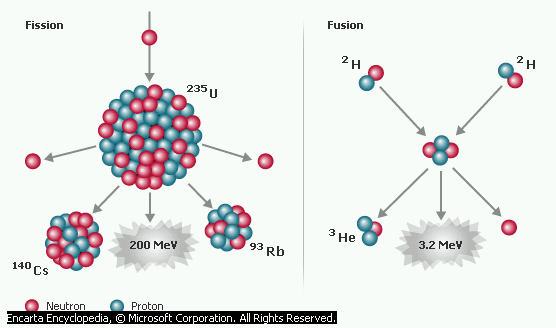 Fission
Fusion
²³⁵U
²H
²H
¹⁴⁰Cs
200 MeV
⁹³Rb
³He
3.2 MeV
Neutron
Proton
Encarta Encyclopedia, © Microsoft Corporation. All Rights Reserved.